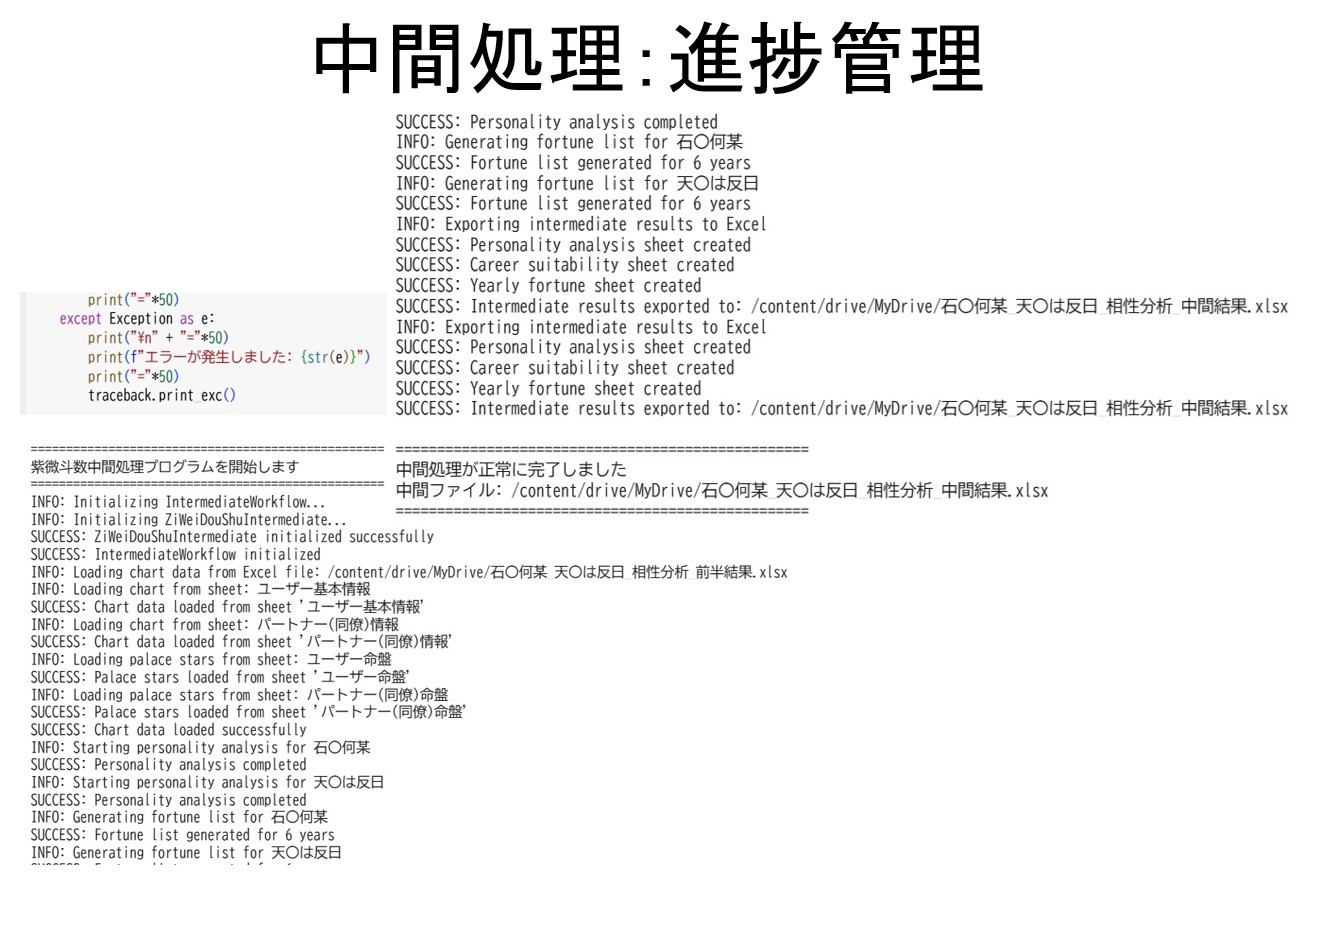 中間処理：進捗管理
print("="*50)
except Exception as e:
print("¥n" + "="*50)
print(f"エラーが発生しました: {str(e)}")
print("="*50)
traceback.print_exc()
==================================================
紫微斗数中間処理プログラムを開始します
==================================================
INFO: Initializing IntermediateWorkflow...
INFO: Initializing ZiWeiDouShuIntermediate...
SUCCESS: ZiWeiDouShuIntermediate initialized successfully
SUCCESS: IntermediateWorkflow initialized
INFO: Loading chart data from Excel file: /content/drive/MyDrive/石〇何某_天〇は反日_相性分析_前半結果.xlsx
INFO: Loading chart from sheet: ユーザー基本情報
SUCCESS: Chart data loaded from sheet 'ユーザー基本情報'
INFO: Loading chart from sheet: パートナー(同僚)情報
SUCCESS: Chart data loaded from sheet 'パートナー(同僚)情報'
INFO: Loading palace stars from sheet: ユーザー命盤
SUCCESS: Palace stars loaded from sheet 'ユーザー命盤'
INFO: Loading palace stars from sheet: パートナー(同僚)命盤
SUCCESS: Palace stars loaded from sheet 'パートナー(同僚)命盤'
SUCCESS: Chart data loaded successfully
INFO: Starting personality analysis for 石〇何某
SUCCESS: Personality analysis completed
INFO: Starting personality analysis for 天〇は反日
SUCCESS: Personality analysis completed
INFO: Generating fortune list for 石〇何某
SUCCESS: Fortune list generated for 6 years
INFO: Generating fortune list for 天〇は反日
SUCCESS: Personality analysis completed
INFO: Generating fortune list for 石〇何某
SUCCESS: Fortune list generated for 6 years
INFO: Generating fortune list for 天〇は反日
SUCCESS: Fortune list generated for 6 years
INFO: Exporting intermediate results to Excel
SUCCESS: Personality analysis sheet created
SUCCESS: Career suitability sheet created
SUCCESS: Yearly fortune sheet created
SUCCESS: Intermediate results exported to: /content/drive/MyDrive/石〇何某_天〇は反日_相性分析_中間結果.xlsx
INFO: Exporting intermediate results to Excel
SUCCESS: Personality analysis sheet created
SUCCESS: Career suitability sheet created
SUCCESS: Yearly fortune sheet created
SUCCESS: Intermediate results exported to: /content/drive/MyDrive/石〇何某_天〇は反日_相性分析_中間結果.xlsx
==================================================
中間処理が正常に完了しました
中間ファイル: /content/drive/MyDrive/石〇何某_天〇は反日_相性分析_中間結果.xlsx
==================================================